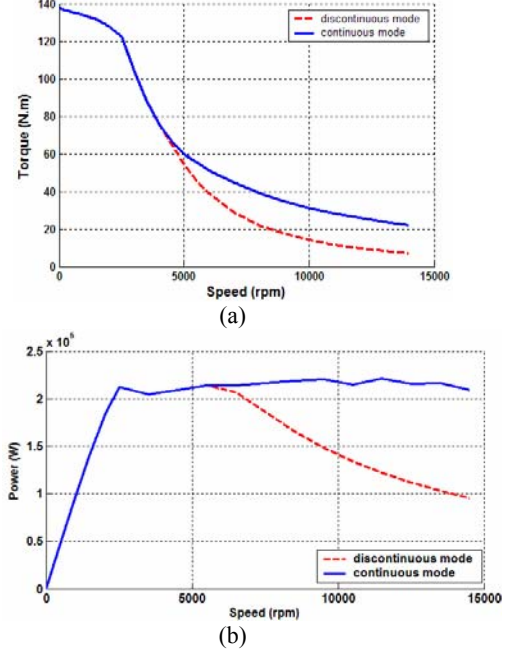 140
120
100
80
60
40
20
0
Torque (N.m)
discontinuous mode
continuous mode
0 5000 10000 15000
Speed (rpm)
(a)
x 10
2.5
2
1.5
1
0.5
0
Power (W)
discontinuous mode
continuous mode
0 5000 10000 15000
Speed (rpm)
(b)